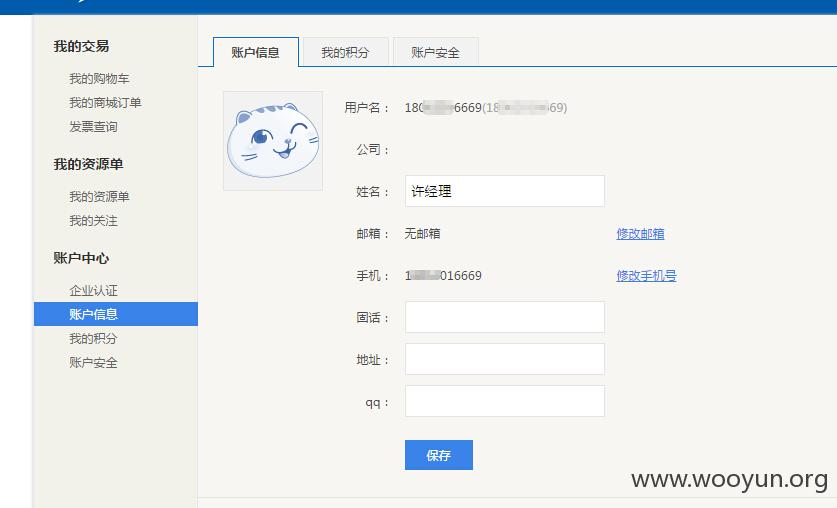 我的交易
我的购物车
我的商城订单
发票查询
我的资源单
我的资源单
我的关注
账户中心
企业认证
账户信息
我的积分
账户安全
账户信息 我的积分 账户安全
用户名： 180 6669(18 69)
公司：
姓名： 许经理
邮箱： 无邮箱 修改邮箱
手机： 1 016669 修改手机号
固话：
地址：
qq：
保存
www.wooyun.org